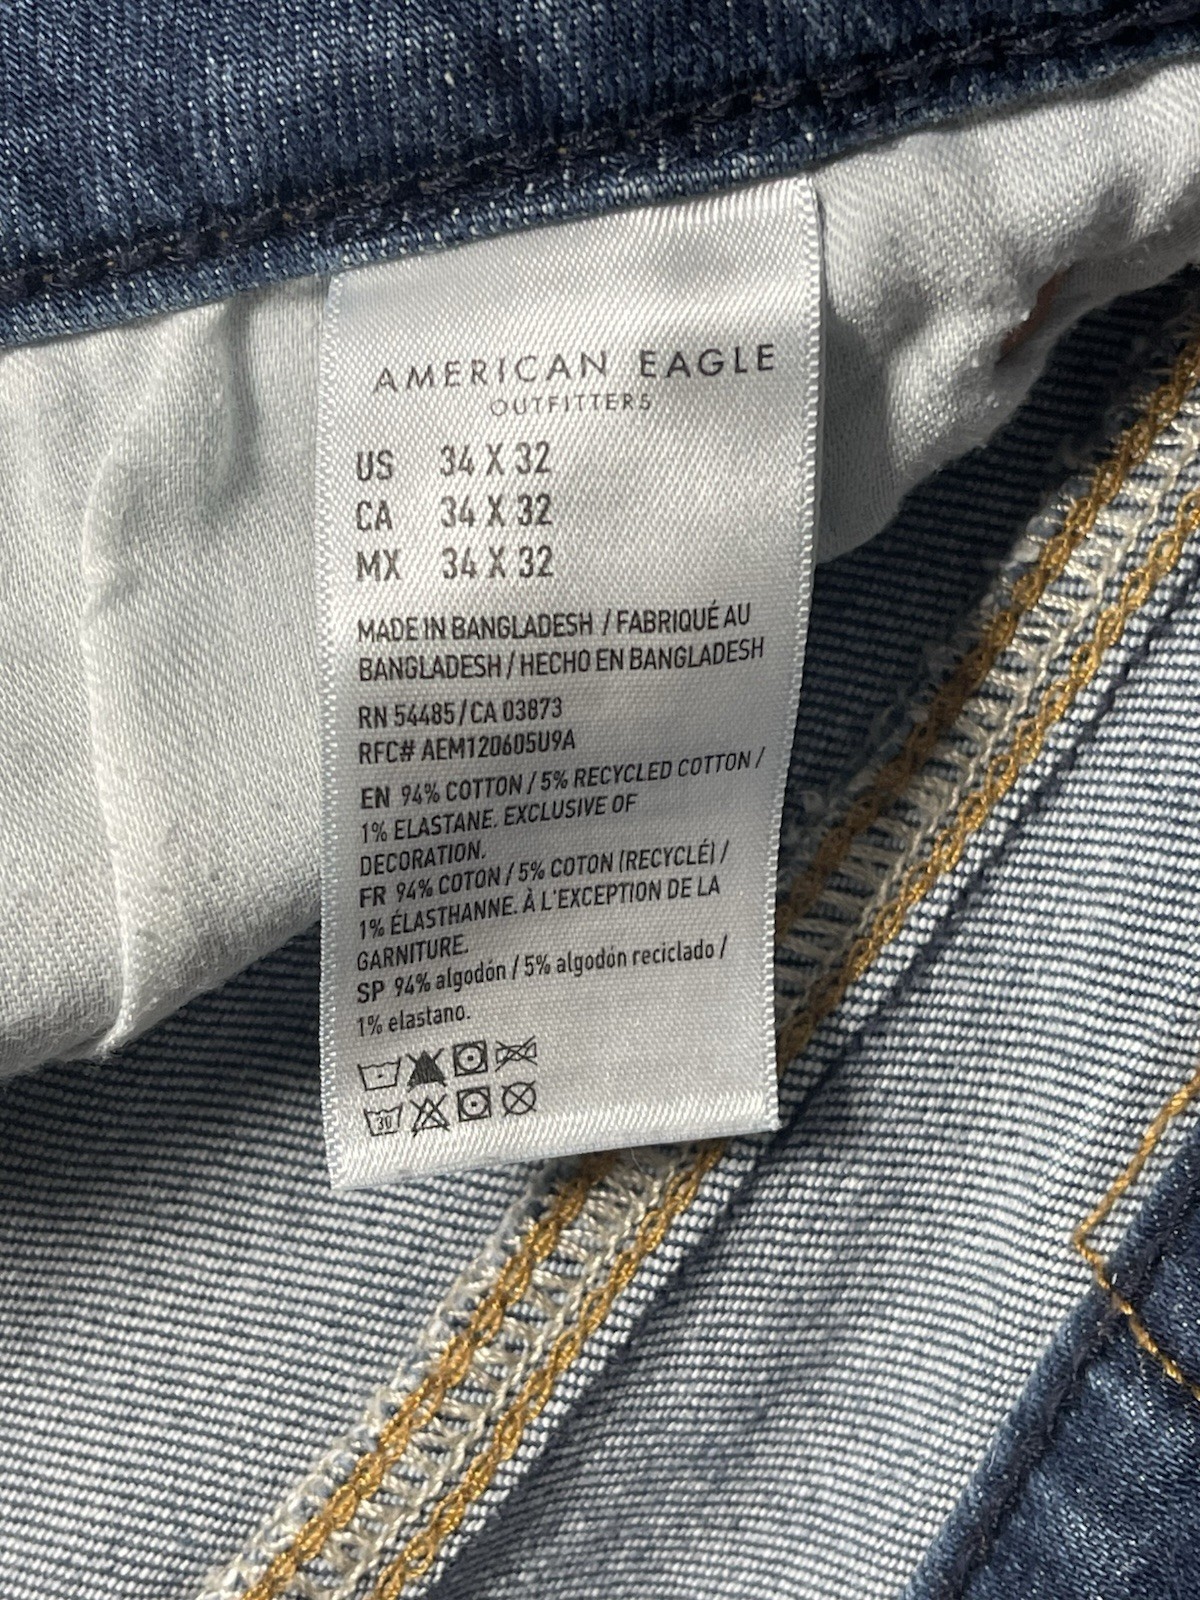 AMERICAN EAGLE
OUTFITTERS
US 34 X 32
CA 34 X 32
MX 34 X 32
MADE IN BANGLADESH / FABRIQUÉ AU
BANGLADESH / HECHO EN BANGLADESH
RN 54485 / CA 03873
RFC# AEM120605U9A
EN 94% COTTON / 5% RECYCLED COTTON /
1% ELASTANE. EXCLUSIVE OF
DECORATION.
FR 94% COTON / 5% COTON (RECYCLÉ) /
1% ÉLASTHANNE. À L'EXCEPTION DE LA
GARNITURE.
SP 94% algodón / 5% algodón reciclado /
1% elastano.
30